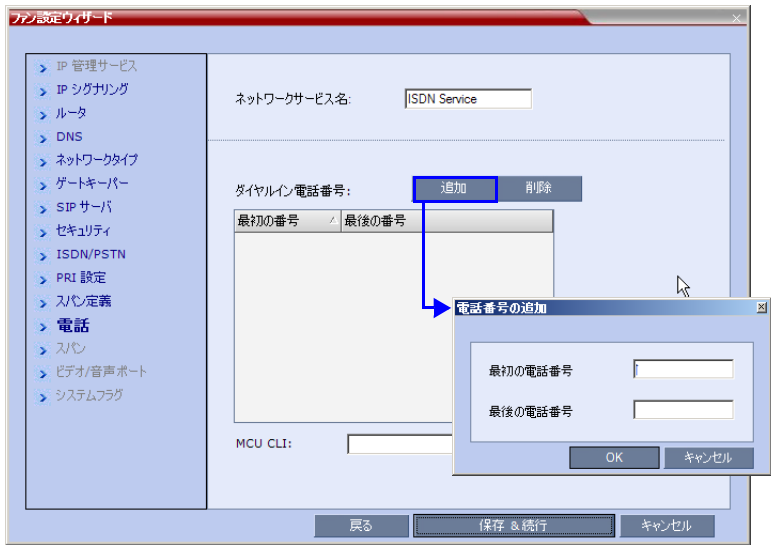 ファン設定ウィザード
IP 管理サービス
IP シグナリング
ルータ
DNS
ネットワークタイプ
ゲートキーパー
SIP サーバ
セキュリティ
ISDN/PSTN
PRI 設定
スパン定義
電話
スパン
ビデオ/音声ポート
システムフラグ
ネットワークサービス名: ISDN Service
ダイヤルイン電話番号: 追加 削除
最初の番号 最後の番号
MCU CLI:
電話番号の追加
最初の電話番号
最後の電話番号
OK キャンセル
戻る 保存 &続行 キャンセル